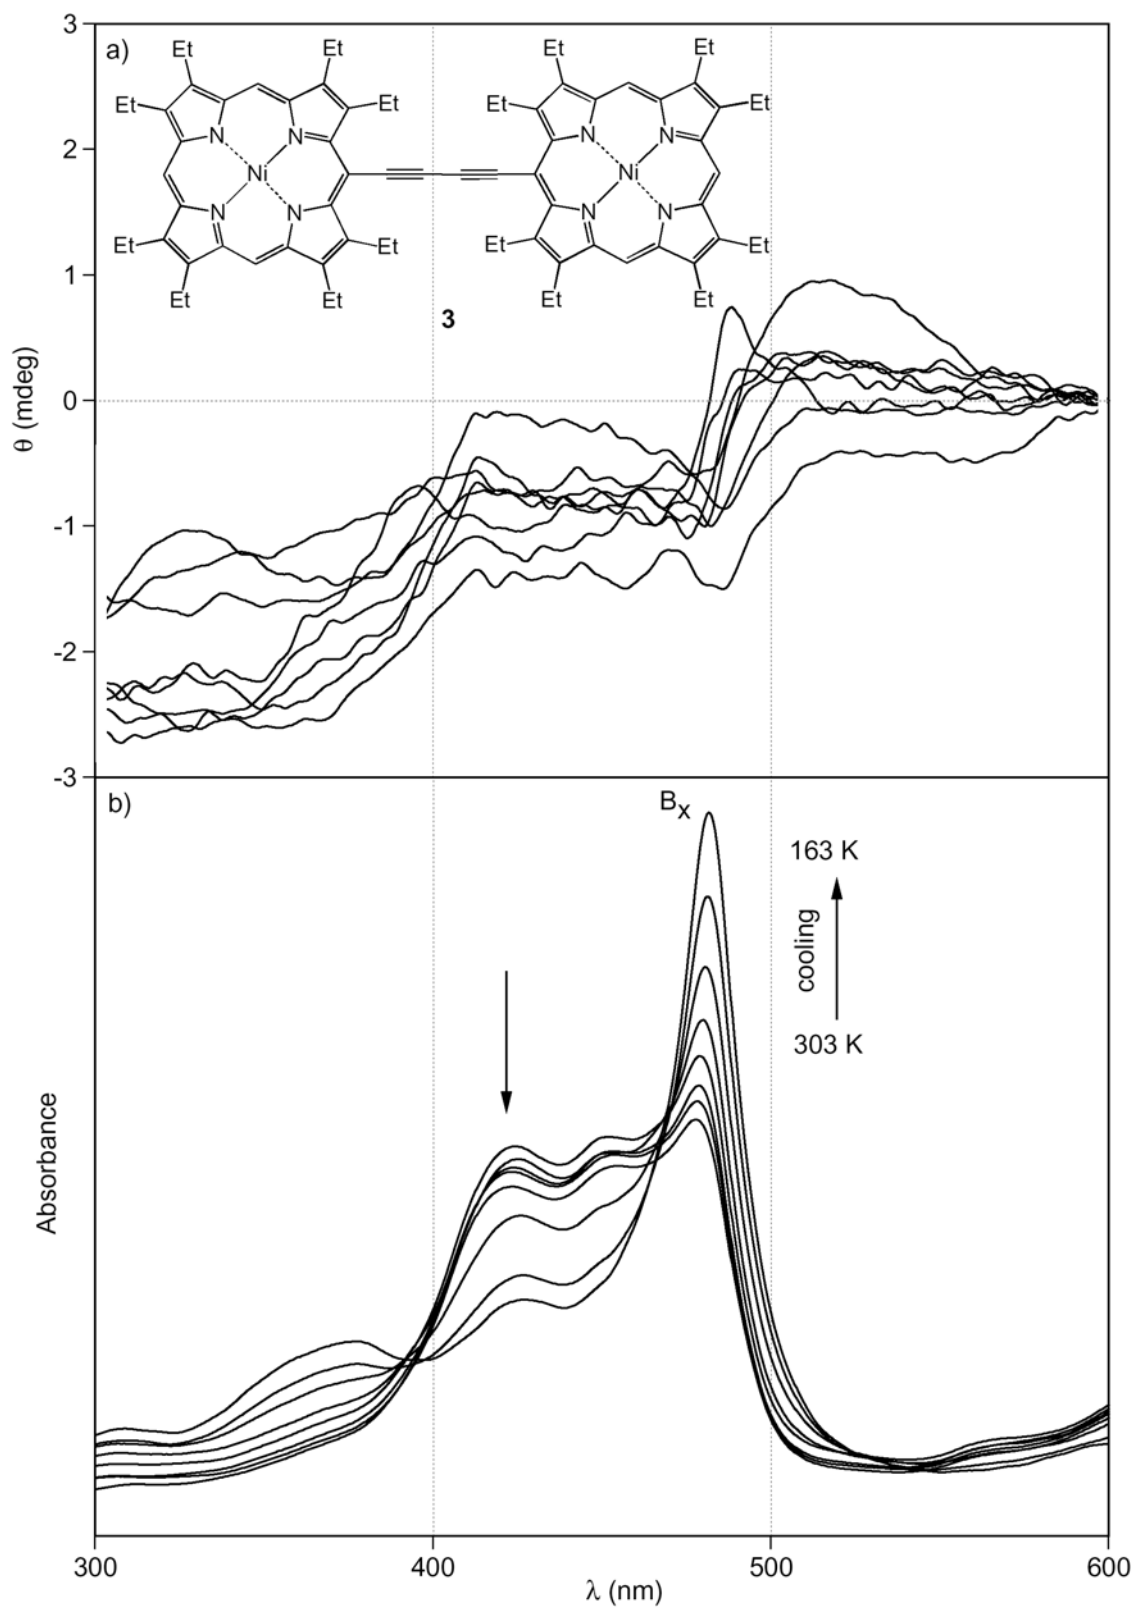 3
a)
Et Et Et Et
Et Et Et Et
N N N N
2
Ni Ni
N N N N
Et Et Et Et
Et Et Et Et
3
1
θ (mdeg)
0
-1
-2
-3
b)
Bx
163 K
cooling
303 K
Absorbance
300 400 500 600
λ (nm)